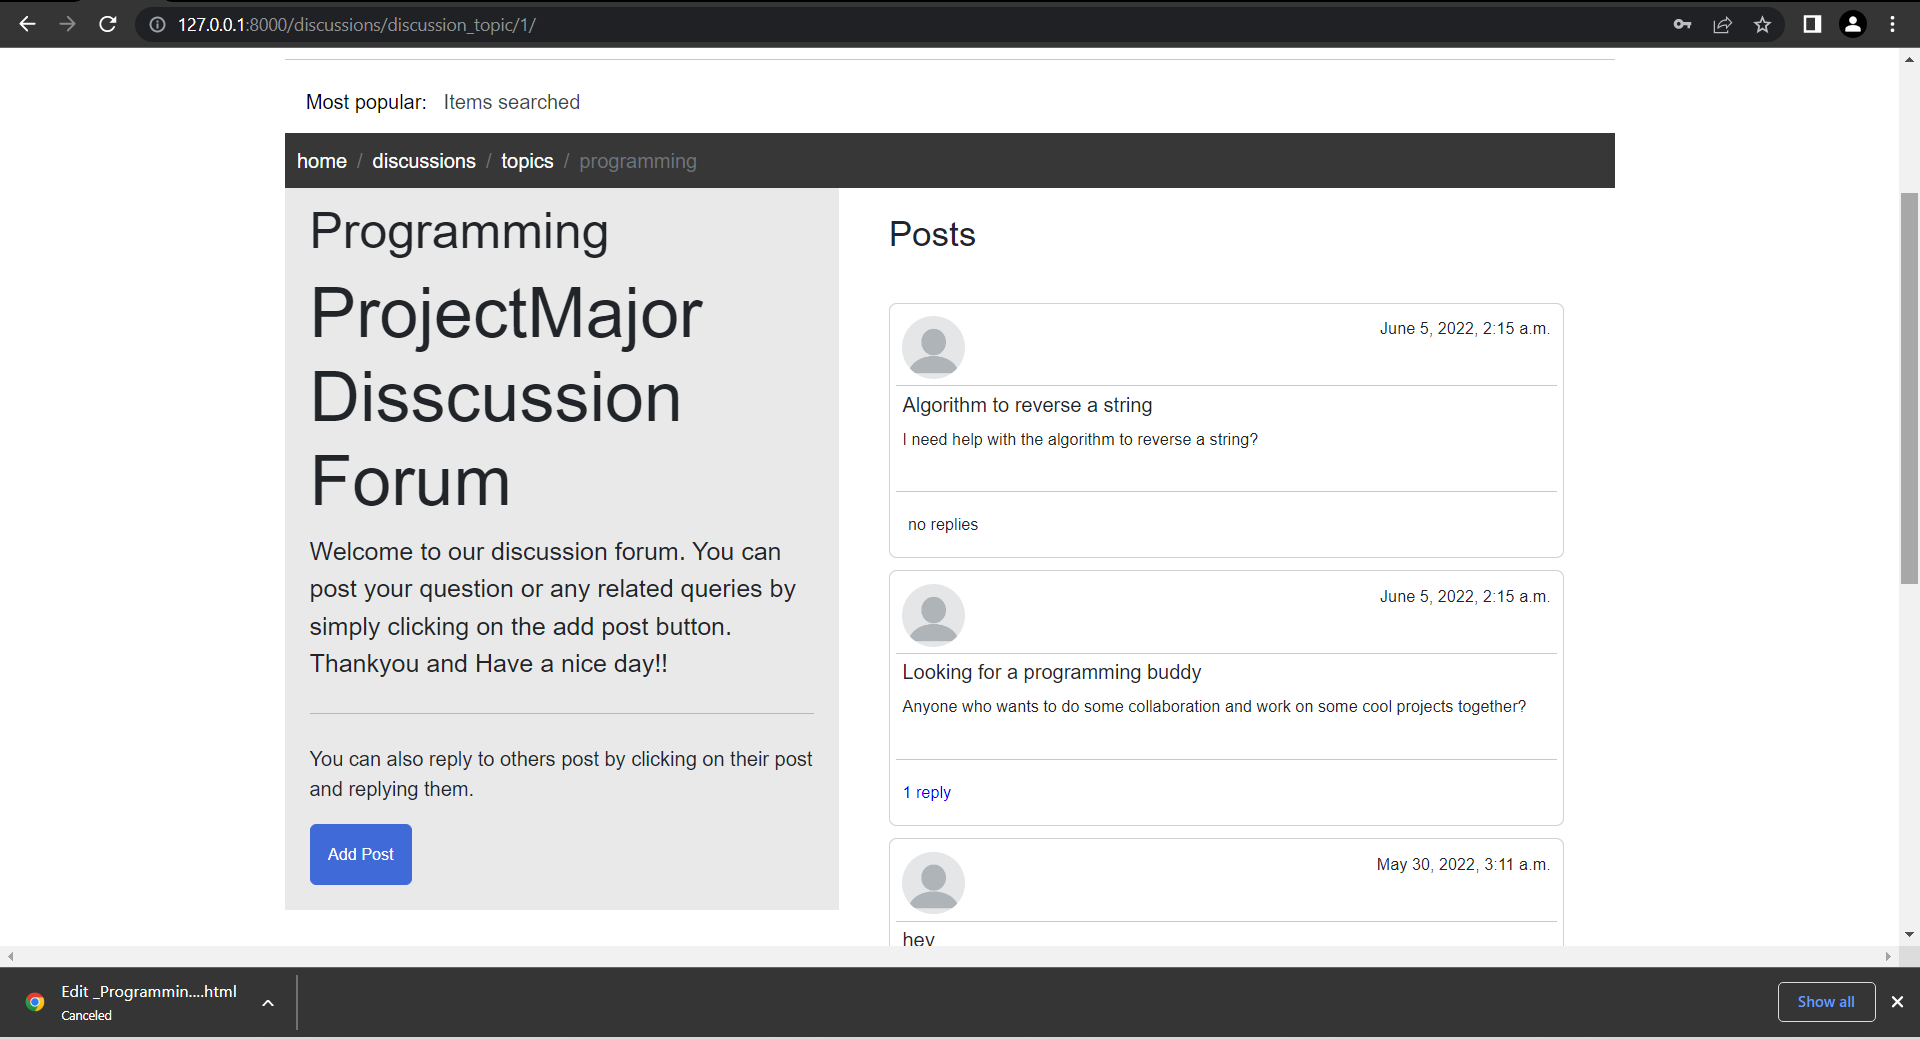 127.0.0.1:8000/discussions/discussion_topic/1/
Most popular: Items searched
home / discussions / topics / programming
Programming
ProjectMajor
Disscussion
Forum
Welcome to our discussion forum. You can
post your question or any related queries by
simply clicking on the add post button.
Thankyou and Have a nice day!!
You can also reply to others post by clicking on their post
and replying them.
Add Post
Posts
June 5, 2022, 2:15 a.m.
Algorithm to reverse a string
I need help with the algorithm to reverse a string?
no replies
June 5, 2022, 2:15 a.m.
Looking for a programming buddy
Anyone who wants to do some collaboration and work on some cool projects together?
1 reply
May 30, 2022, 3:11 a.m.
hey
Edit _Programmin....html
Canceled
Show all